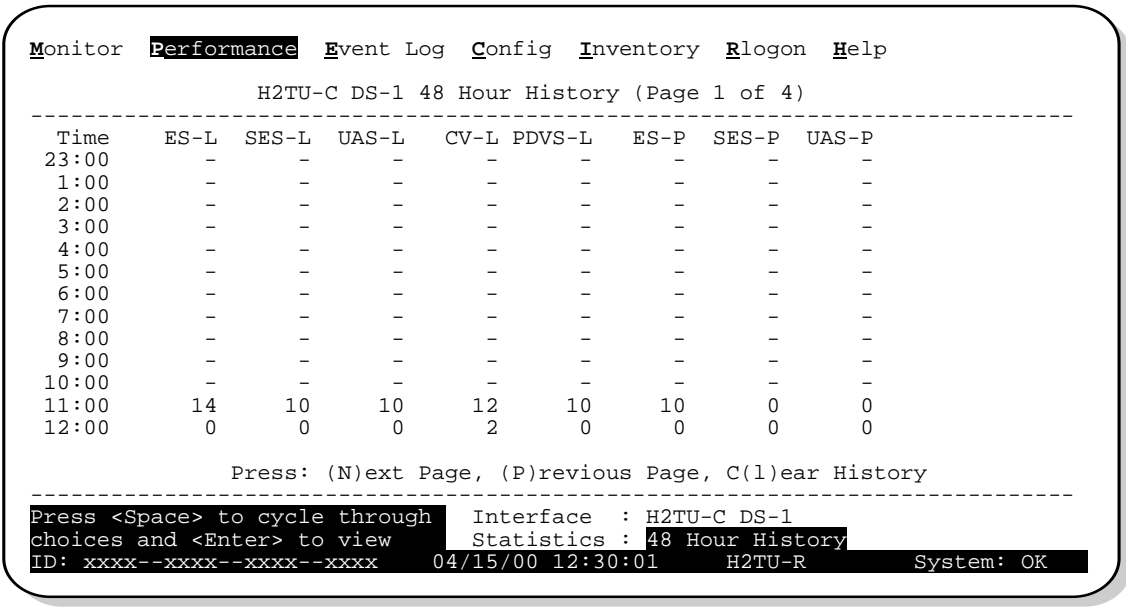 Monitor  Performance  Event Log  Config  Inventory  Rlogon  Help
H2TU-C DS-1 48 Hour History (Page 1 of 4)
--------------------------------------------------------------------------------
Time  ES-L  SES-L  UAS-L  CV-L  PDVS-L  ES-P  SES-P  UAS-P
23:00  -  -  -  -  -  -  -  -
1:00  -  -  -  -  -  -  -  -
2:00  -  -  -  -  -  -  -  -
3:00  -  -  -  -  -  -  -  -
4:00  -  -  -  -  -  -  -  -
5:00  -  -  -  -  -  -  -  -
6:00  -  -  -  -  -  -  -  -
7:00  -  -  -  -  -  -  -  -
8:00  -  -  -  -  -  -  -  -
9:00  -  -  -  -  -  -  -  -
10:00  -  -  -  -  -  -  -  -
11:00  14  10  10  12  10  10  0  0
12:00  0  0  0  2  0  0  0  0
Press: (N)ext Page, (P)revious Page, C(l)ear History
--------------------------------------------------------------------------------
Press <Space> to cycle through  Interface  : H2TU-C DS-1
choices and <Enter> to view  Statistics : 48 Hour History
ID: xxxx--xxxx--xxxx--xxxx  04/15/00 12:30:01  H2TU-R  System: OK